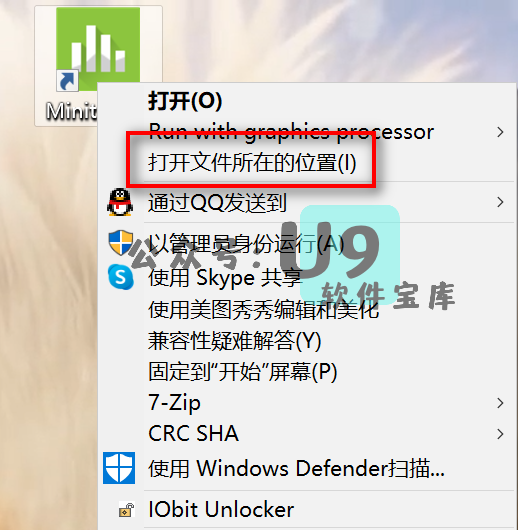 Minit
打开(O)
Run with graphics processor
打开文件所在的位置(I)
通过QQ发送到
以管理员身份运行(A)
公众号：U9
软件宝库
使用 Skype 共享
使用美图秀秀编辑和美化
兼容性疑难解答(Y)
固定到“开始”屏幕(P)
7-Zip
CRC SHA
使用 Windows Defender扫描...
IObit Unlocker